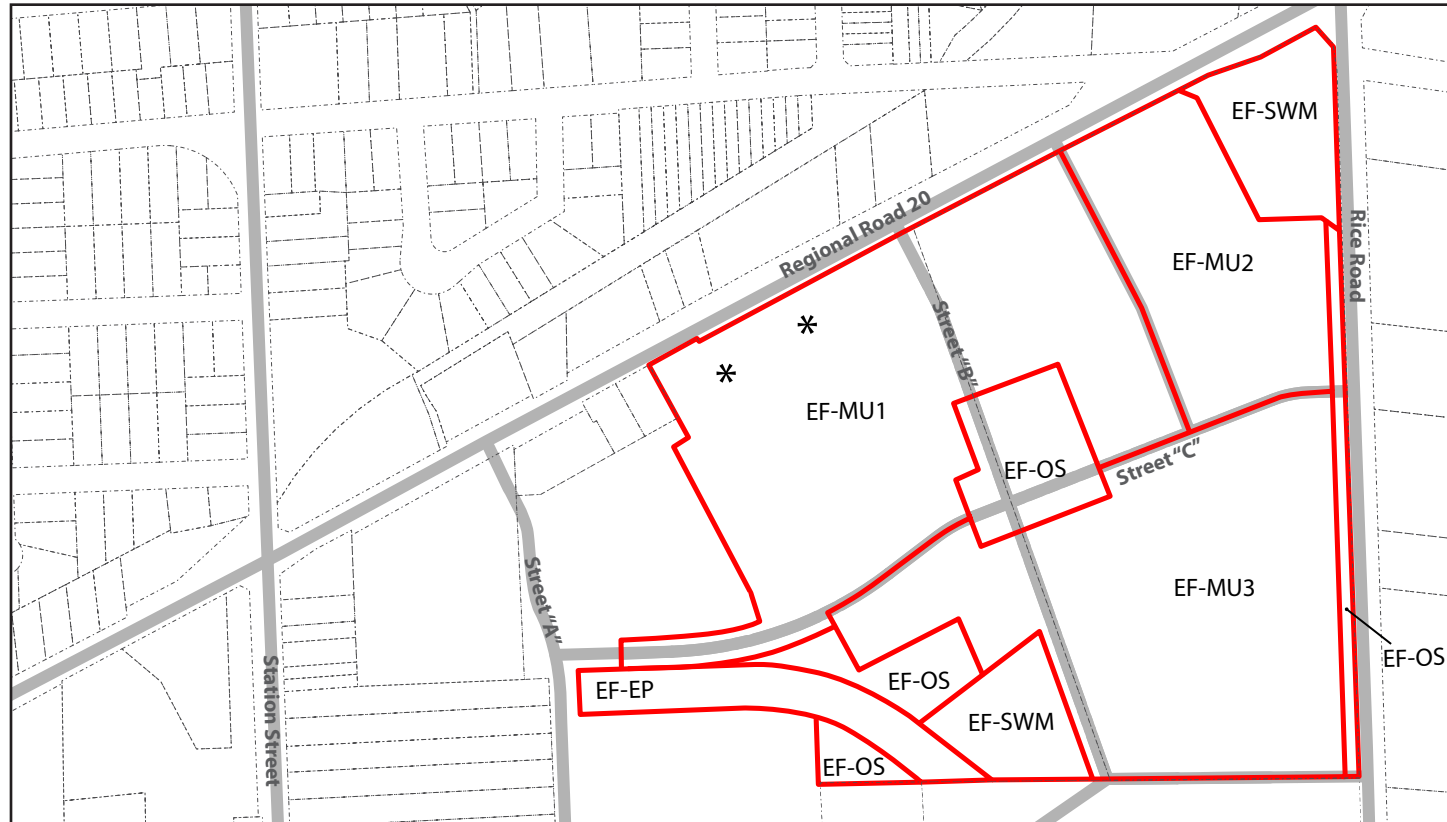 EF-SWM
Regional Road 20
Rice Road
EF-MU2
*
Street "B"
*
EF-MU1
EF-OS
Street "C"
EF-MU3
Street "A"
EF-OS
Station Street
EF-EP
EF-OS
EF-SWM
EF-OS